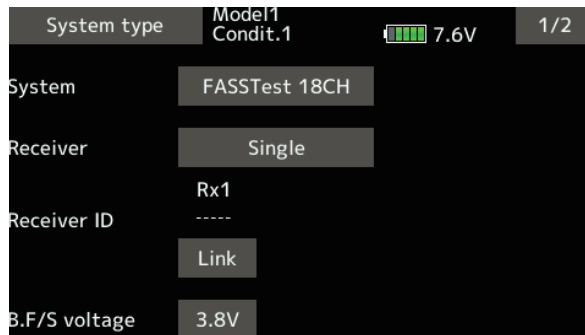 System type
Model1
Condit.1
7.6V
1/2
System
FASSTest 18CH
Receiver
Single
Rx1
Receiver ID
-----
Link
B.F/S voltage
3.8V